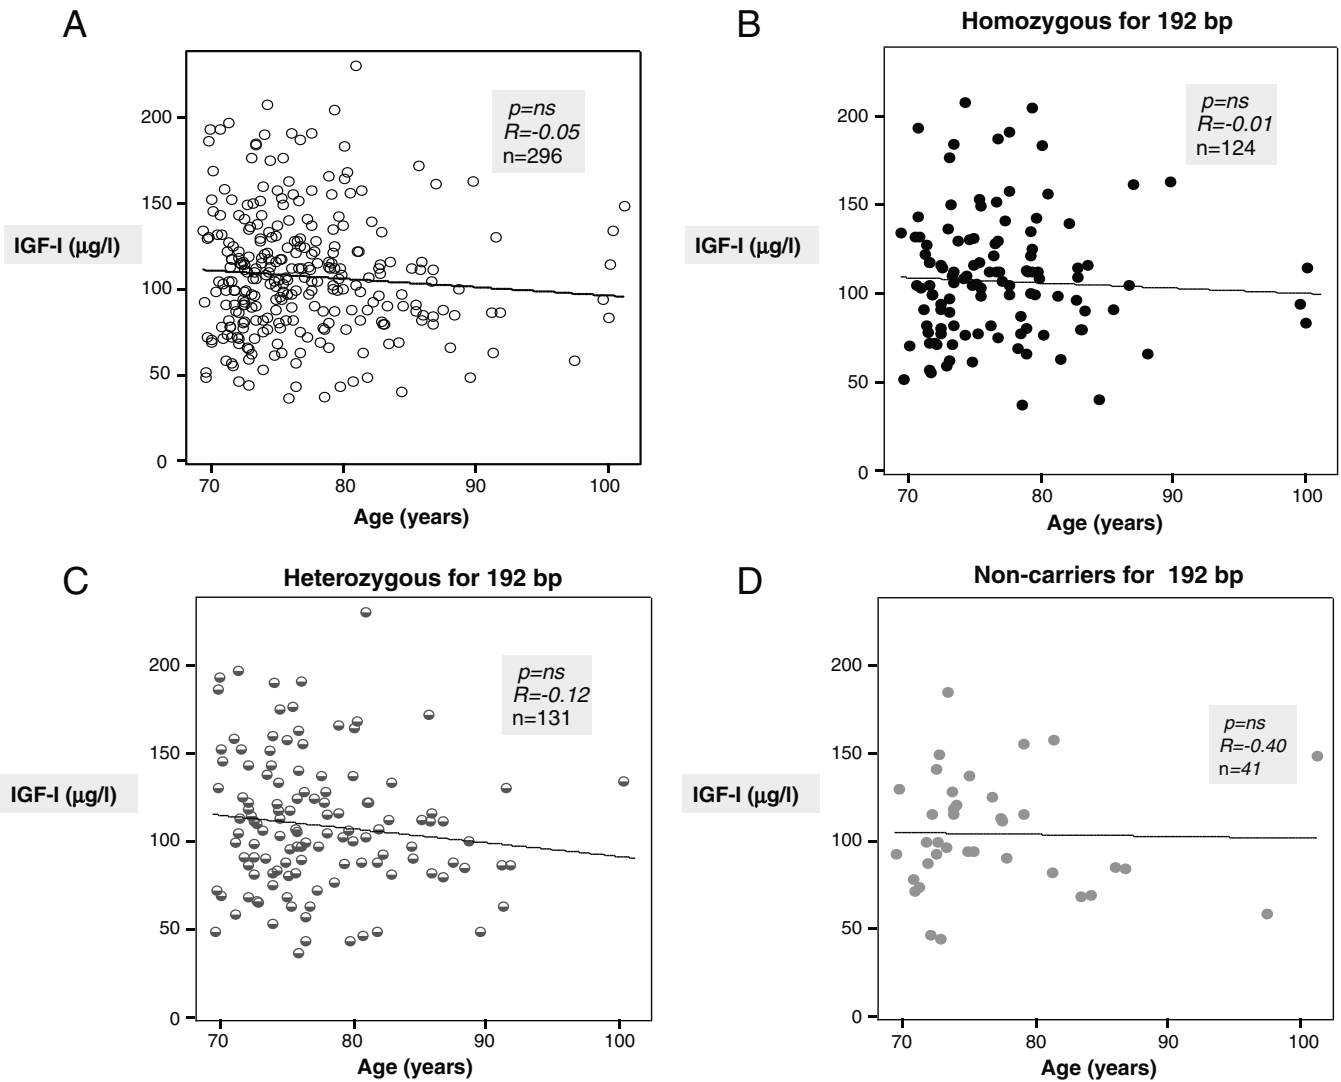 A
200
150
100
50
0
IGF-I (μg/l)
p=ns
R=-0.05
n=296
70 80 90 100
Age (years)
B
Homozygous for 192 bp
200
150
100
50
0
IGF-I (μg/l)
p=ns
R=-0.01
n=124
70 80 90 100
Age (years)
C
Heterozygous for 192 bp
200
150
100
50
0
IGF-I (μg/l)
p=ns
R=-0.12
n=131
70 80 90 100
Age (years)
D
Non-carriers for 192 bp
200
150
100
50
0
IGF-I (μg/l)
p=ns
R=-0.40
n=41
70 80 90 100
Age (years)